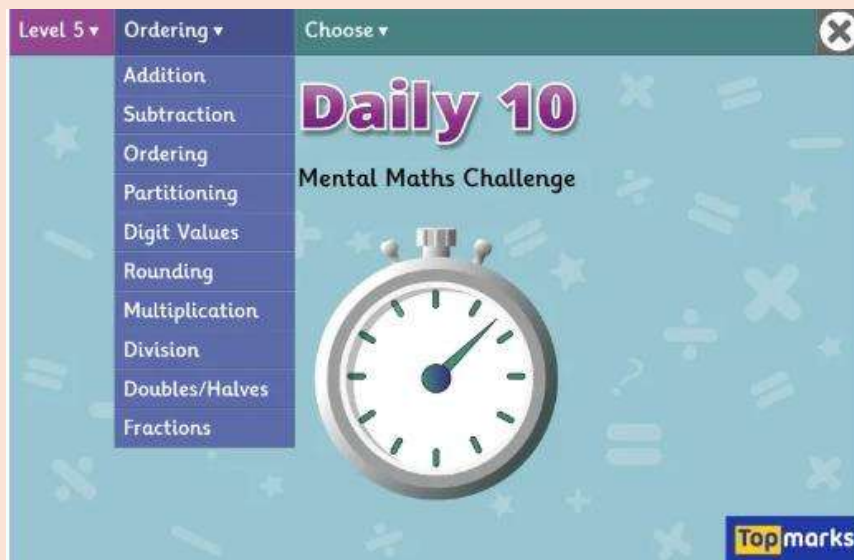 Level 5 ▾ Ordering ▾ Choose ▾
Addition
Subtraction
Ordering
Partitioning
Digit Values
Rounding
Multiplication
Division
Doubles/Halves
Fractions
Daily 10
Mental Maths Challenge
Topmarks